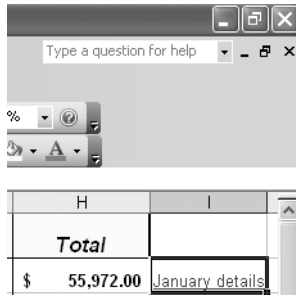 Type a question for help
%
A
H I
Total
$ 55,972.00 January details